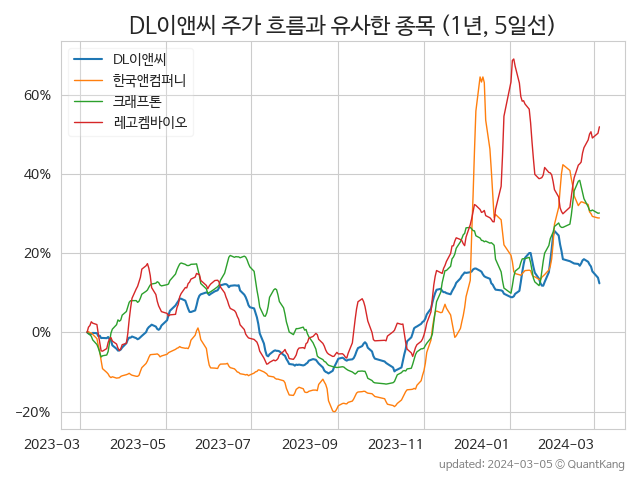 DL이앤씨 주가 흐름과 유사한 종목 (1년, 5일선)
DL이앤씨
한국앤컴퍼니
크래프톤
레고켐바이오
60%
40%
20%
0%
−20%
2023-03 2023-05 2023-07 2023-09 2023-11 2024-01 2024-03
updated: 2024-03-05 © QuantKang